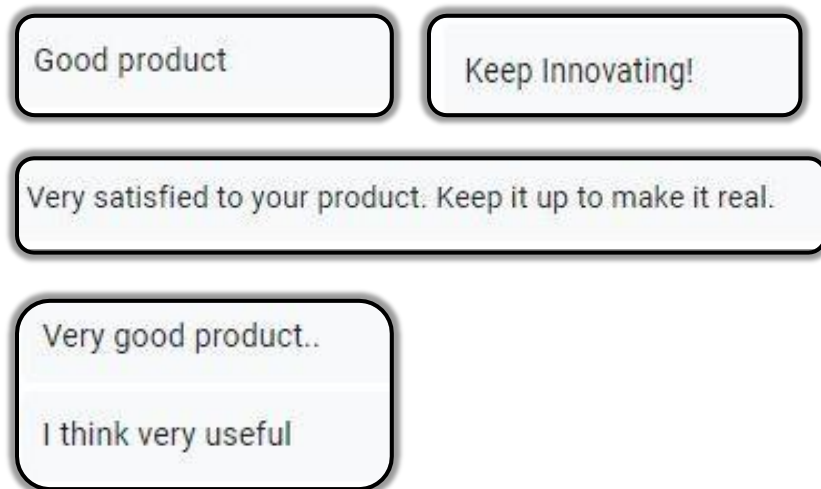 Good product
Keep Innovating!
Very satisfied to your product. Keep it up to make it real.
Very good product..
I think very useful